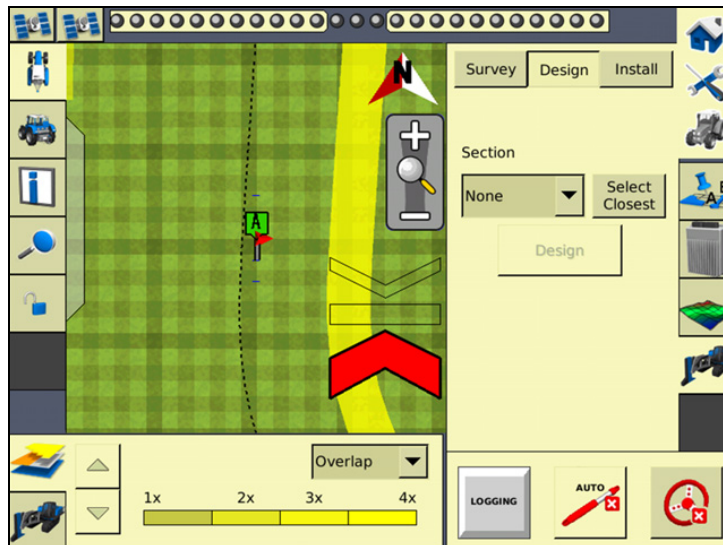 N
A
Survey
Design
Install
Section
None
Select
Closest
Design
A
Overlap
1x
2x
3x
4x
LOGGING
AUTO